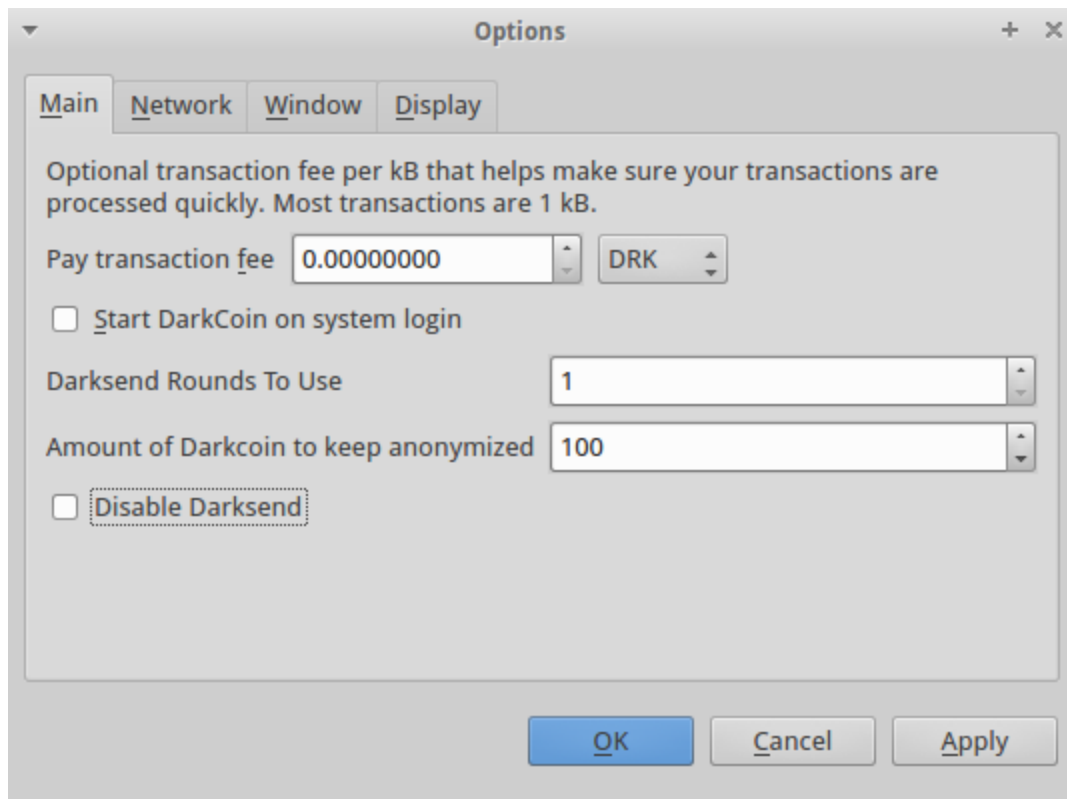 Options
Main Network Window Display
Optional transaction fee per kB that helps make sure your transactions are
processed quickly. Most transactions are 1 kB.
Pay transaction fee 0.00000000 DRK
Start DarkCoin on system login
Darksend Rounds To Use 1
Amount of Darkcoin to keep anonymized 100
Disable Darksend
OK Cancel Apply